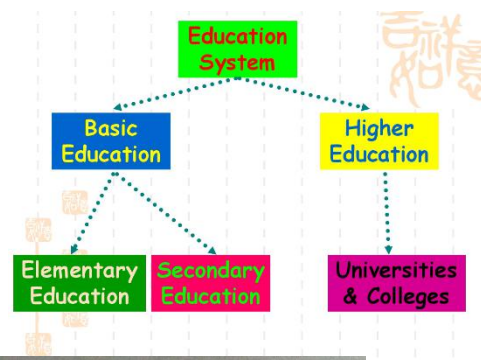 Education
System
Basic
Education
Higher
Education
Elementary
Education
Secondary
Education
Universities
& Colleges